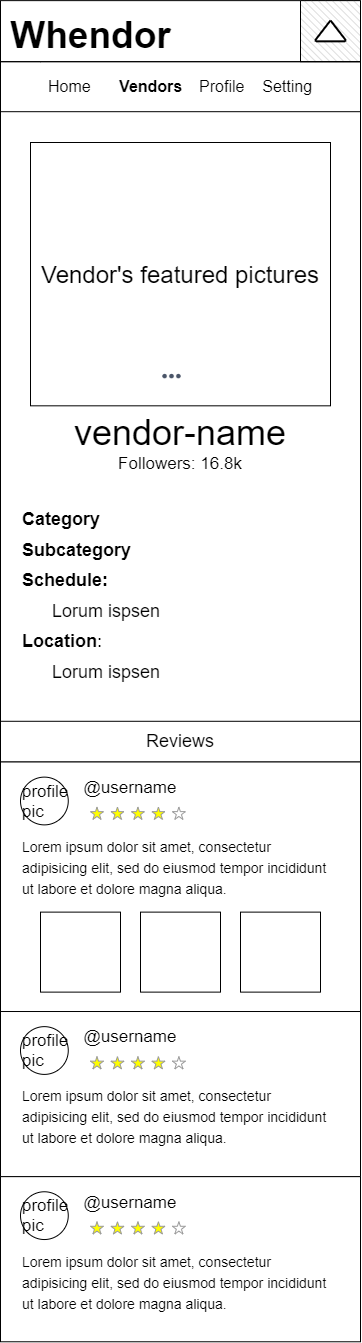 Whendor
Home Vendors Profile Setting
Vendor's featured pictures
vendor-name
Followers: 16.8k
Category
Subcategory
Schedule:
Lorum ispsen
Location:
Lorum ispsen
Reviews
profile
pic
@username
Lorem ipsum dolor sit amet, consectetur
adipisicing elit, sed do eiusmod tempor incididunt
ut labore et dolore magna aliqua.
profile
pic
@username
Lorem ipsum dolor sit amet, consectetur
adipisicing elit, sed do eiusmod tempor incididunt
ut labore et dolore magna aliqua.
profile
pic
@username
Lorem ipsum dolor sit amet, consectetur
adipisicing elit, sed do eiusmod tempor incididunt
ut labore et dolore magna aliqua.